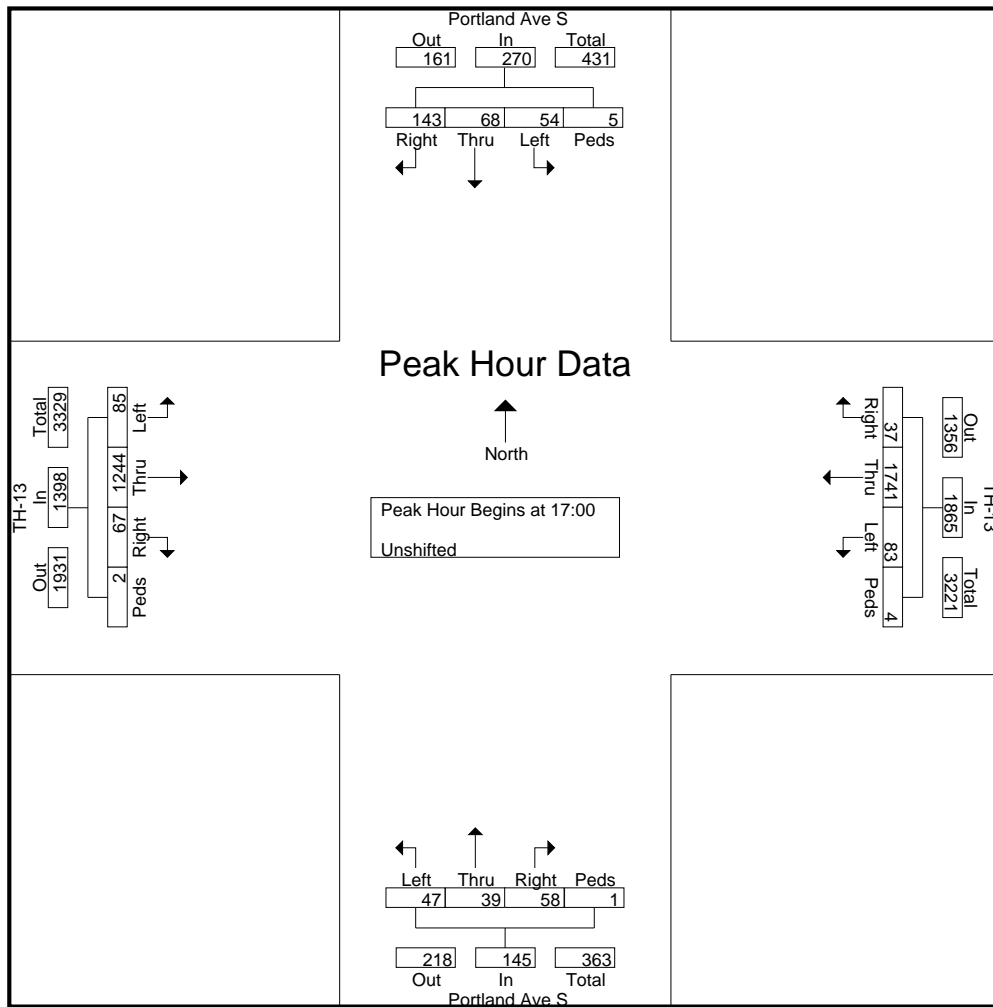 Portland Ave S
Out In Total
161 270 431
143 68 54 5
Right Thru Left Peds
Peak Hour Data
North
Peak Hour Begins at 17:00
Unshifted
TH-13
Total In Out
3329 1398 1931
85 1244 67 2
Left Thru Right Peds
Right Thru Left Peds
37 1741 83 4
1356 1865 3221
Out In Total
TH-13
Left Thru Right Peds
47 39 58 1
218 145 363
Out In Total
Portland Ave S